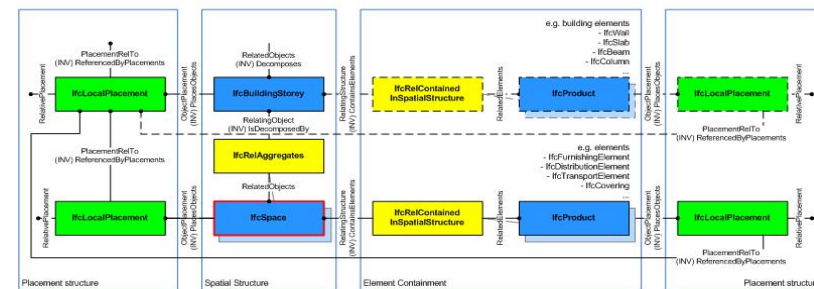 e.g. building elements
- IfcWall
- IfcSlab
- IfcBeam
- IfcColumn
...
PlacementRelTo
(INV) ReferencedByPlacements
RelatedObjects
(INV) Decomposes
RelativePlacement
IfcLocalPlacement
ObjectPlacement
(INV) PlacesObjects
IfcBuildingStorey
RelatingStructure
(INV) ContainsElements
IfcRelContained
InSpatialStructure
RelatedElements
IfcProduct
ObjectPlacement
(INV) PlacesObjects
IfcLocalPlacement
RelativePlacement
RelatingObject
(INV) IsDecomposedBy
PlacementRelTo
(INV) ReferencedByPlacements
PlacementRelTo
(INV) ReferencedByPlacements
IfcRelAggregates
e.g. elements
- IfcFurnishingElement
- IfcDistributionElement
- IfcTransportElement
- IfcCovering
...
RelatedObjects
RelativePlacement
IfcLocalPlacement
ObjectPlacement
(INV) PlacesObjects
IfcSpace
RelatingStructure
(INV) ContainsElements
IfcRelContained
InSpatialStructure
RelatedElements
IfcProduct
ObjectPlacement
(INV) PlacesObjects
IfcLocalPlacement
RelativePlacement
PlacementRelTo
(INV) ReferencedByPlacements
Placement structure
Spatial Structure
Element Containment
Placement structu